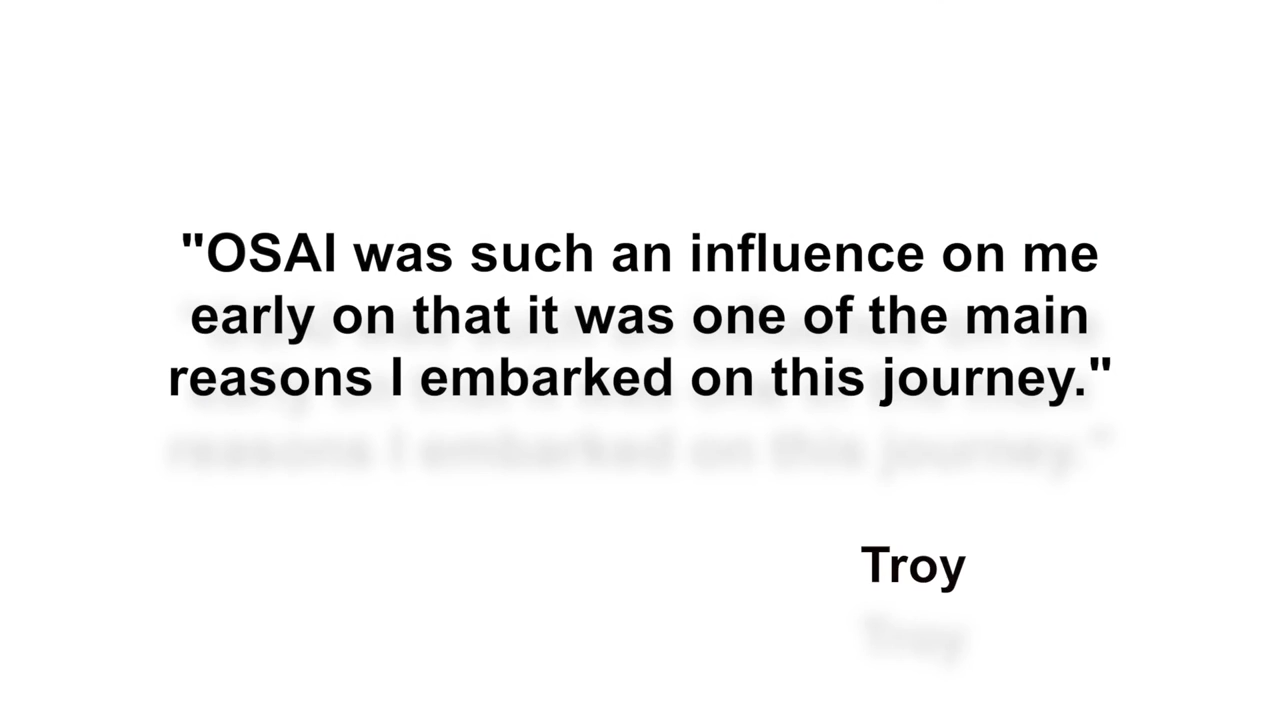 "OSAI was such an influence on me
early on that it was one of the main
reasons I embarked on this journey."
Troy